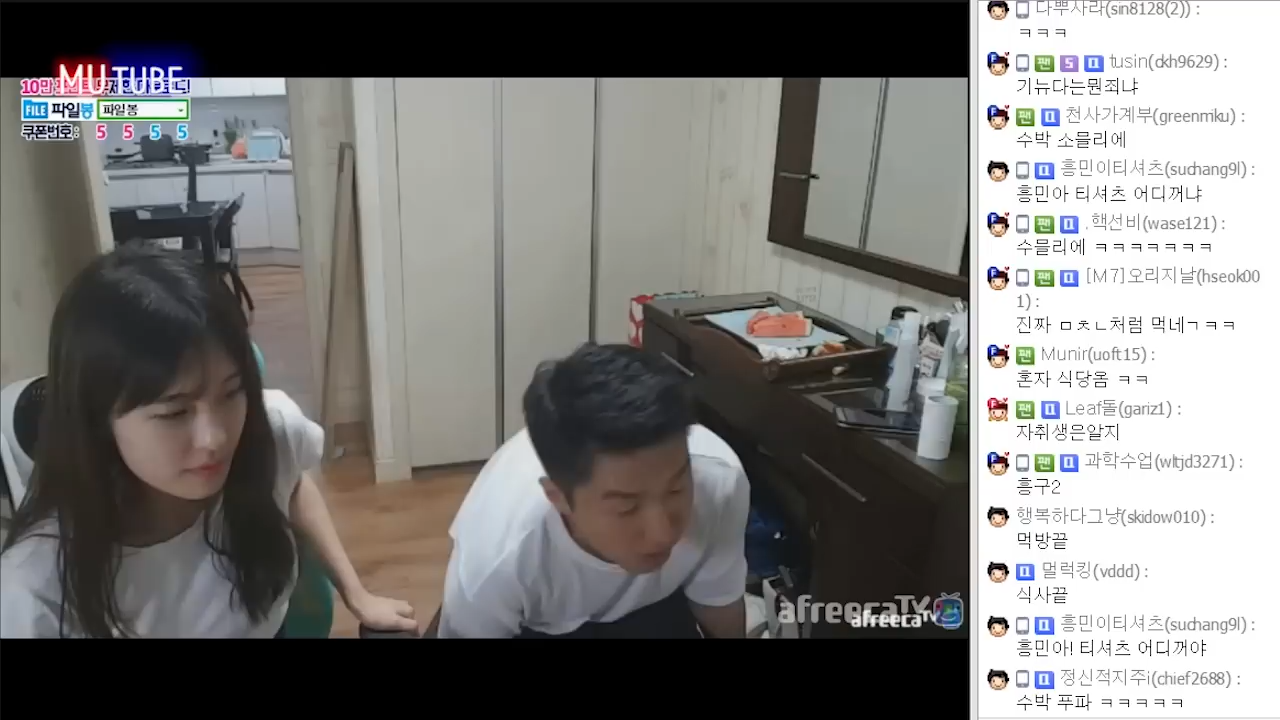 MUTUBE
FILE 파일봉 파일봉
쿠폰번호: 5 5 5 5
afreecaTV
afreecaTV
다뿌사라(sin8128(2)) :
ㅋㅋㅋ
팬 S tusin(ckh9629) :
기뉴다는뭔죄냐
팬 천사가계부(greenmku) :
수박 소믈리에
흥민이티셔츠(suchang9l) :
흥민아 티셔츠 어디꺼냐
팬 .핵선비(wase121) :
수믈리에 ㅋㅋㅋㅋㅋㅋㅋ
팬 [M7]오리지날(hseok00
1) :
진짜 ㅁㅊㄴ처럼 먹네ㄱㅋㅋ
팬 Munir(uoft15) :
혼자 식당옴 ㅋㅋ
팬 Leaf돌(gariz1) :
자취생은알지
팬 과학수업(wltjd3271) :
흥구2
행복하다그냥(skidow010) :
먹방끝
멀럭킹(vddd) :
식사끝
흥민이티셔츠(suchang9l) :
흥민아! 티셔츠 어디꺼야
정신적지주i(chief2688) :
수박 푸파 ㅋㅋㅋㅋㅋ